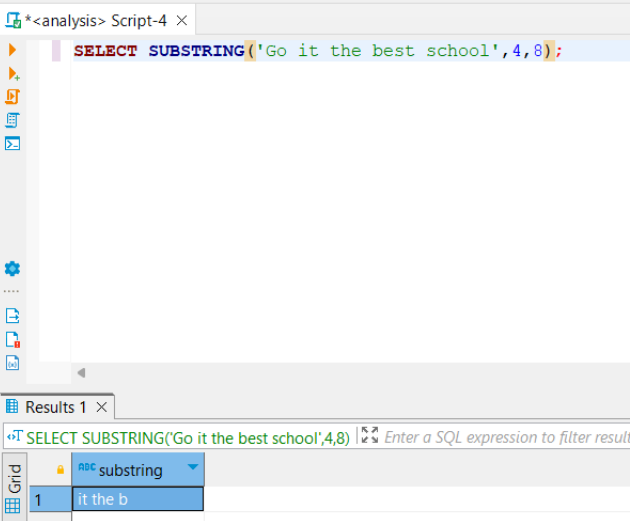 *<analysis> Script-4
SELECT SUBSTRING('Go it the best school',4,8);
Results 1
SELECT SUBSTRING('Go it the best school',4,8)
Enter a SQL expression to filter result
Grid
ABC substring
1
it the b